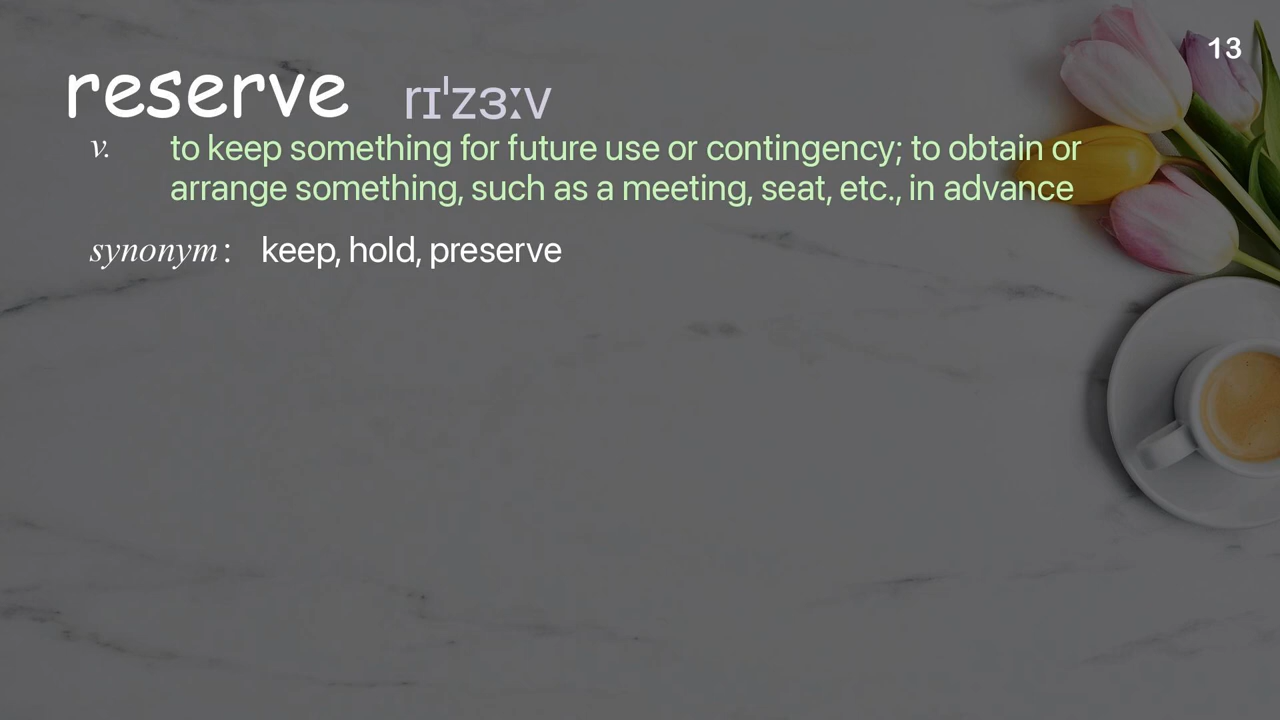 13
reserve rɪˈzɜːv
v. to keep something for future use or contingency; to obtain or
arrange something, such as a meeting, seat, etc., in advance
synonym: keep, hold, preserve